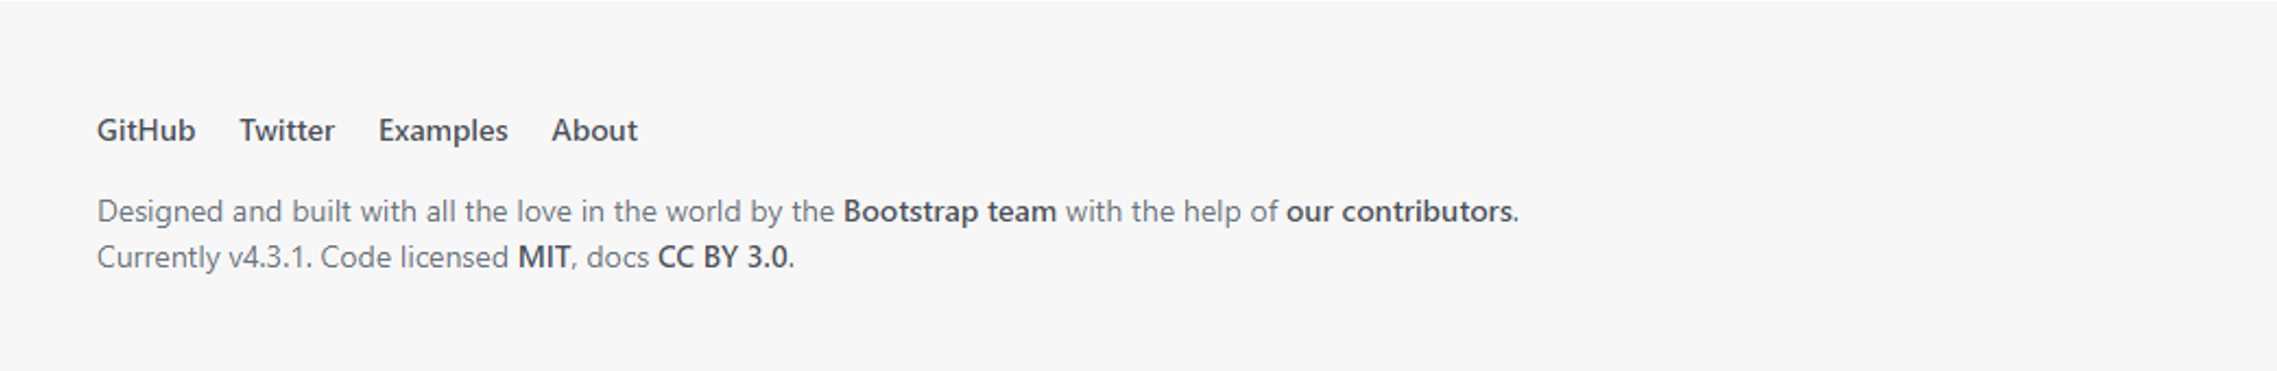 GitHub Twitter Examples About
Designed and built with all the love in the world by the Bootstrap team with the help of our contributors.
Currently v4.3.1. Code licensed MIT, docs CC BY 3.0.